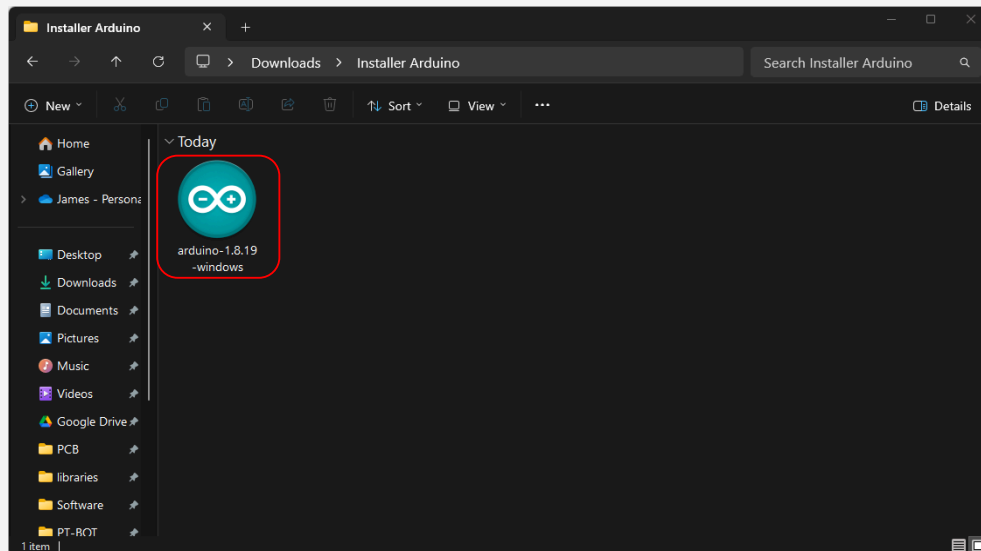 Installer Arduino
Downloads > Installer Arduino
Search Installer Arduino
New
Sort
View
Details
Home
Gallery
James - Persona
Desktop
Downloads
Documents
Pictures
Music
Videos
Google Drive
PCB
libraries
Software
PT-BOT
Today
arduino-1.8.19
-windows
1 item